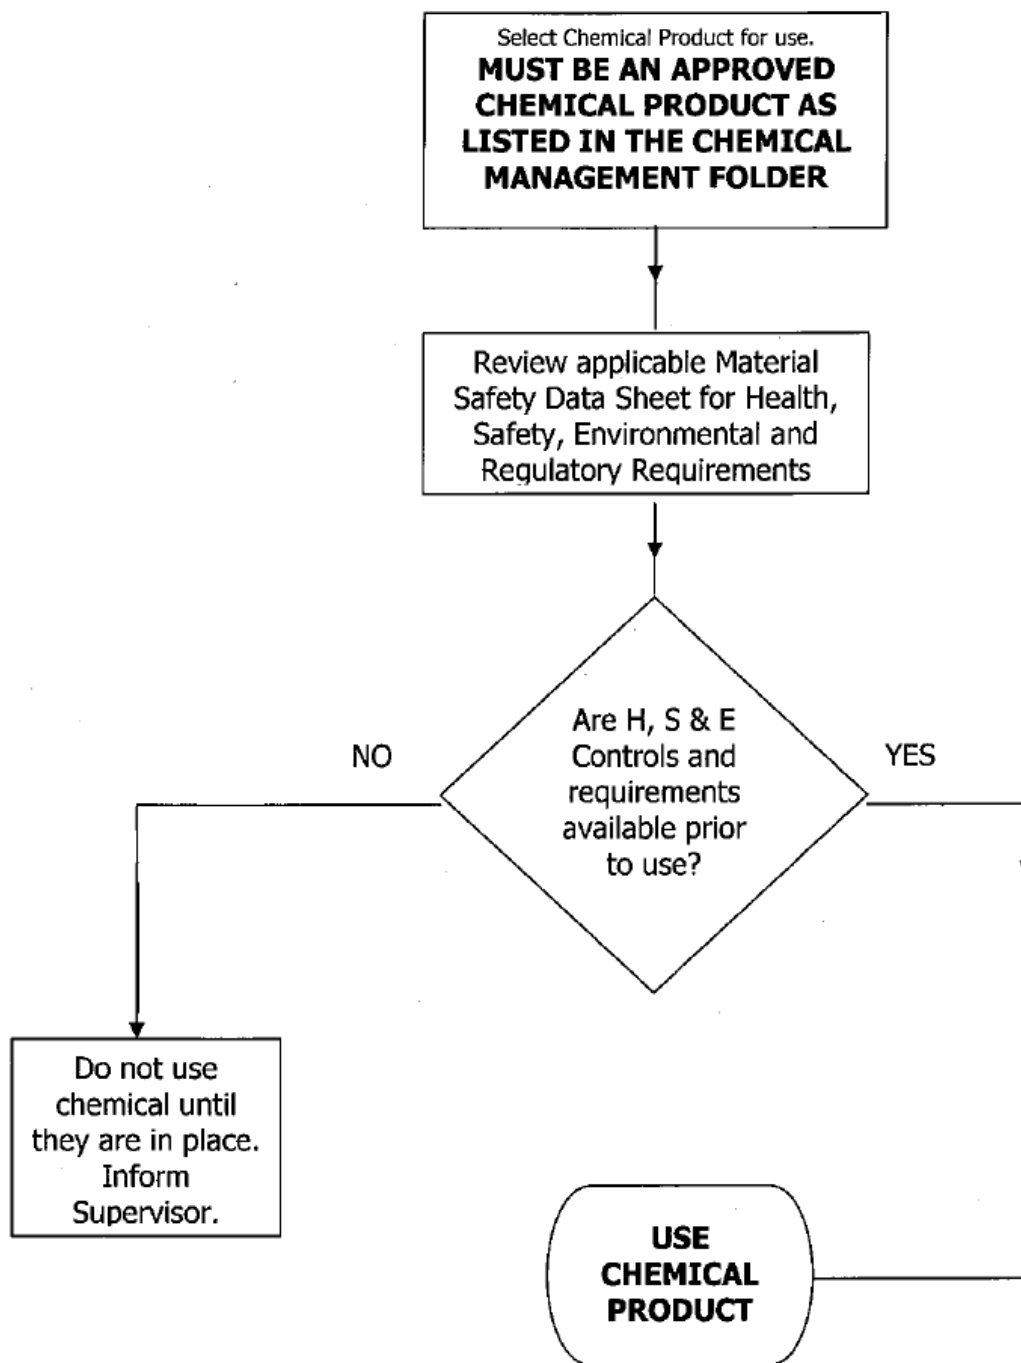 Select Chemical Product for use.
MUST BE AN APPROVED
CHEMICAL PRODUCT AS
LISTED IN THE CHEMICAL
MANAGEMENT FOLDER
Review applicable Material
Safety Data Sheet for Health,
Safety, Environmental and
Regulatory Requirements
Are H, S & E
Controls and
requirements
available prior
to use?
NO
YES
Do not use
chemical until
they are in place.
Inform
Supervisor.
USE
CHEMICAL
PRODUCT